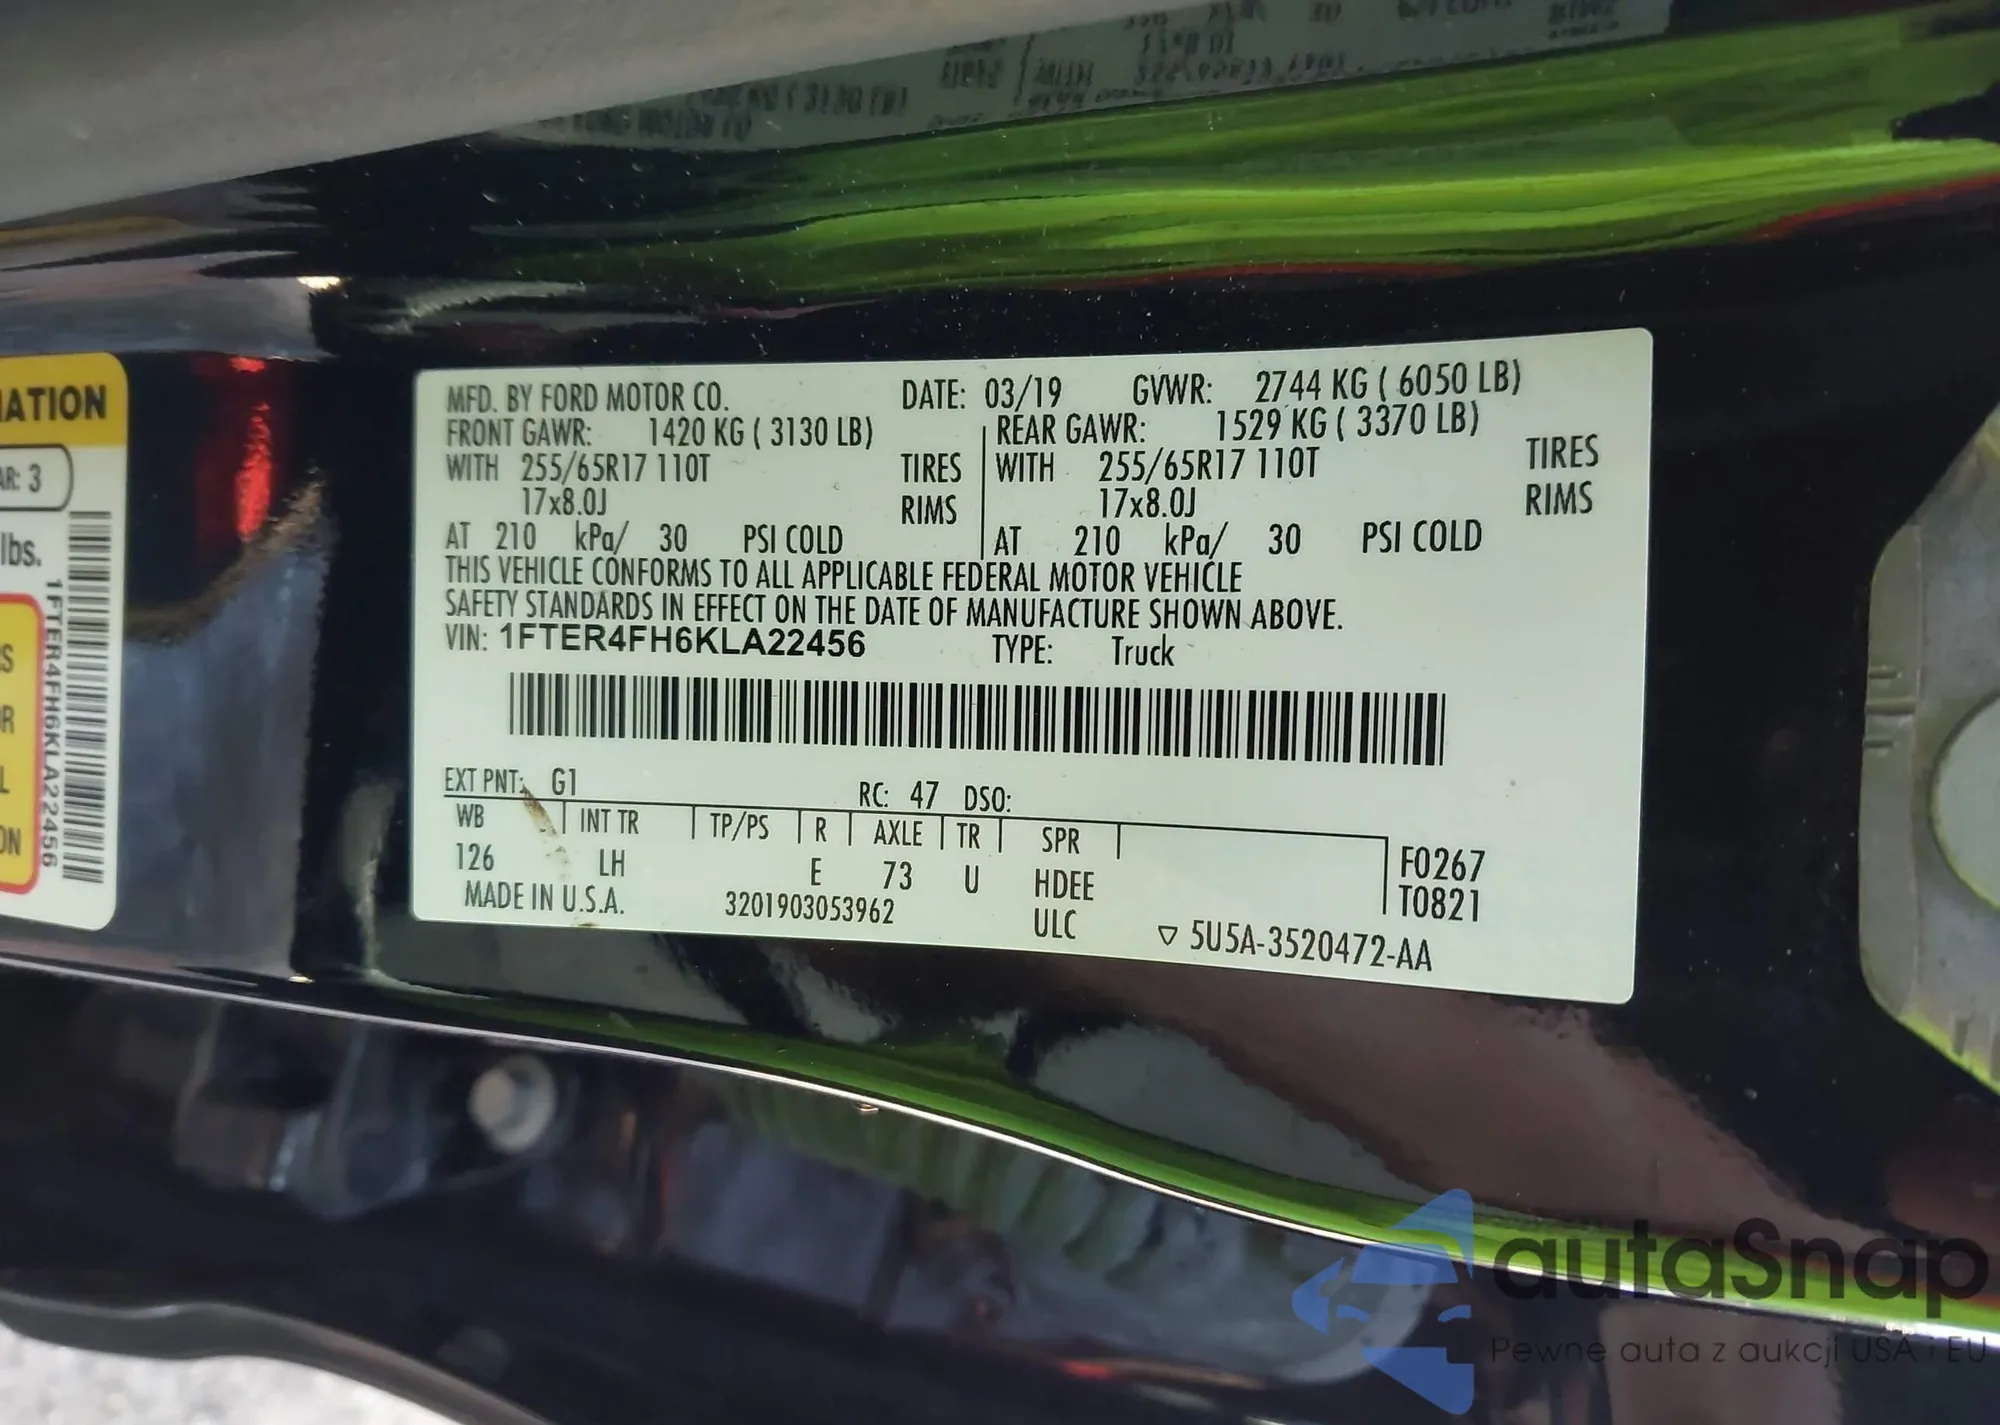 MFD. BY FORD MOTOR CO. DATE: 03/19 GVWR: 2744 KG ( 6050 LB)
FRONT GAWR: 1420 KG ( 3130 LB) REAR GAWR: 1529 KG ( 3370 LB)
WITH 255/65R17 110T TIRES WITH 255/65R17 110T TIRES
17x8.0J RIMS 17x8.0J RIMS
AT 210 kPa/ 30 PSI COLD AT 210 kPa/ 30 PSI COLD
THIS VEHICLE CONFORMS TO ALL APPLICABLE FEDERAL MOTOR VEHICLE
SAFETY STANDARDS IN EFFECT ON THE DATE OF MANUFACTURE SHOWN ABOVE.
VIN: 1FTER4FH6KLA22456 TYPE: Truck
EXT PNT: G1 RC: 47 DSO:
WB INT TR TP/PS R AXLE TR SPR
126 LH E 73 U HDEE F0267
MADE IN U.S.A. 3201903053962 ULC T0821
5U5A-3520472-AA
AR: 3
lbs.
1FTER4FH6KLA22456
autaSnap
Pewne auta z aukcji USA i EU